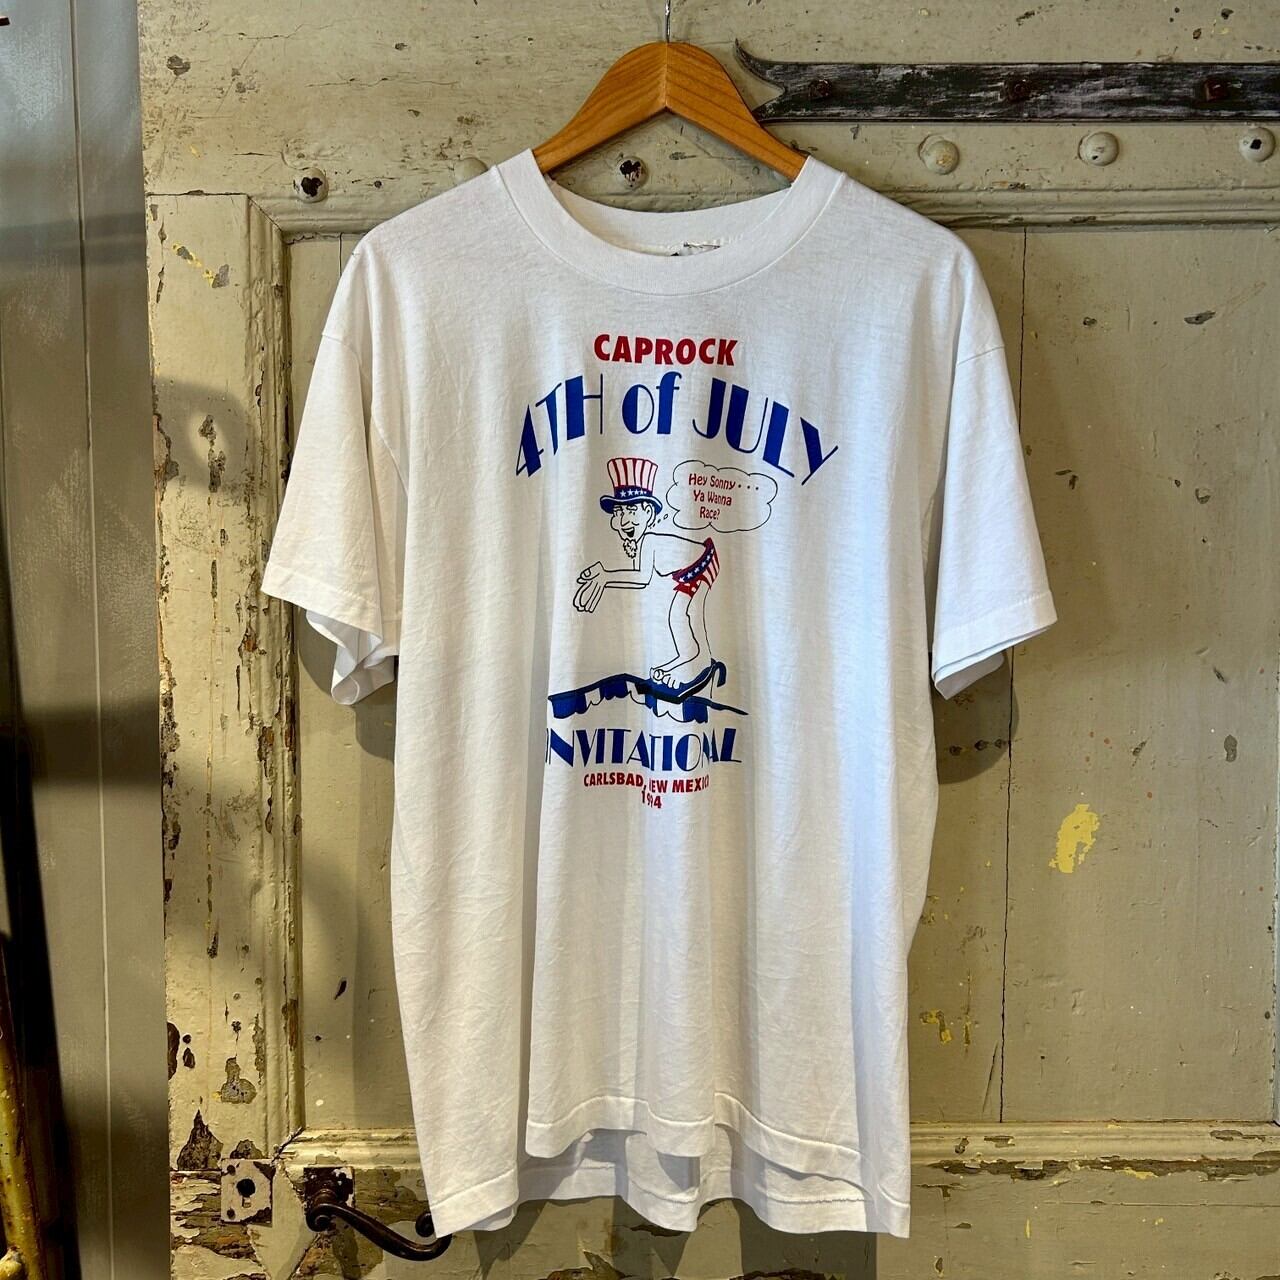 CAPROCK
4TH of JULY
Hey Sonny...
Ya Wanna
Race?
INVITATIONAL
CARLSBAD, NEW MEXICO
1994